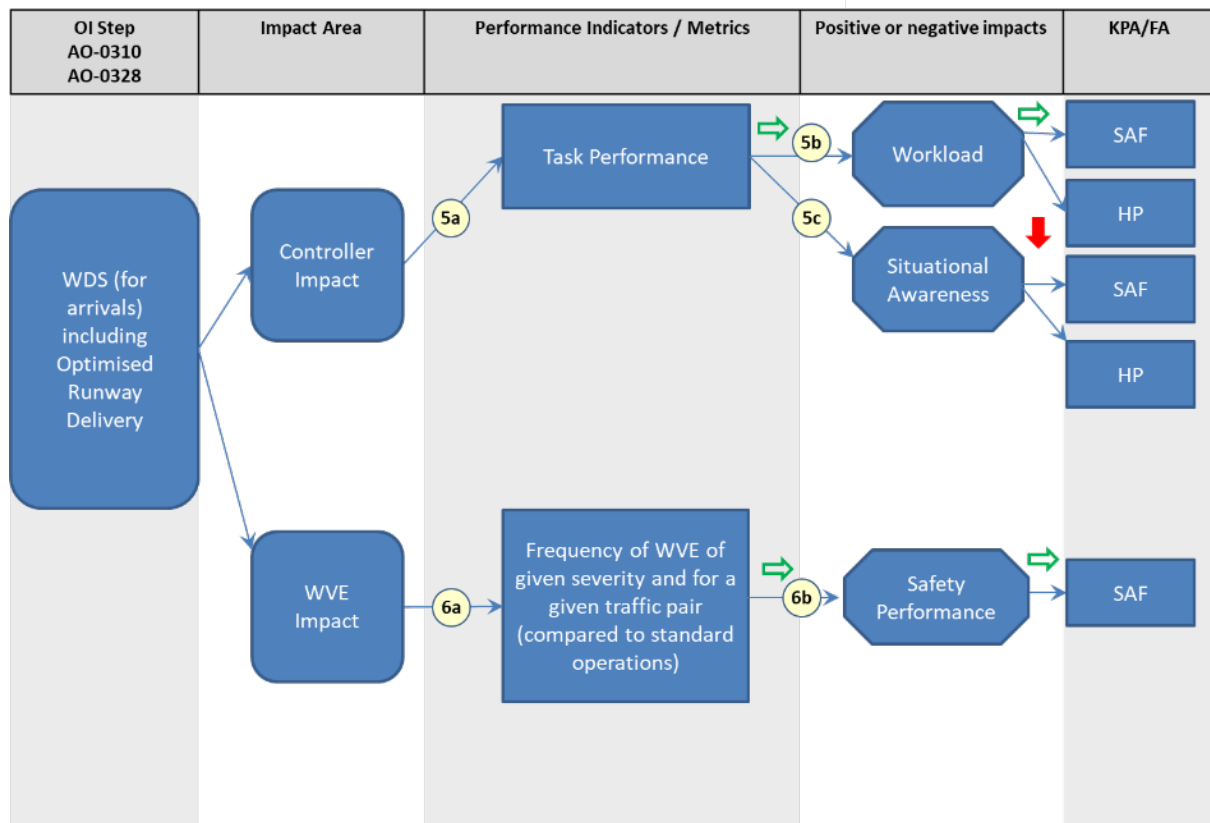 OI Step
AO-0310
AO-0328
Impact Area
Performance Indicators / Metrics
Positive or negative impacts
KPA/FA
WDS (for
arrivals)
including
Optimised
Runway
Delivery
Controller
Impact
5a
Task Performance
5b
Workload
SAF
HP
5c
Situational
Awareness
SAF
HP
WVE
Impact
6a
Frequency of WVE of
given severity and for a
given traffic pair
(compared to standard
operations)
6b
Safety
Performance
SAF